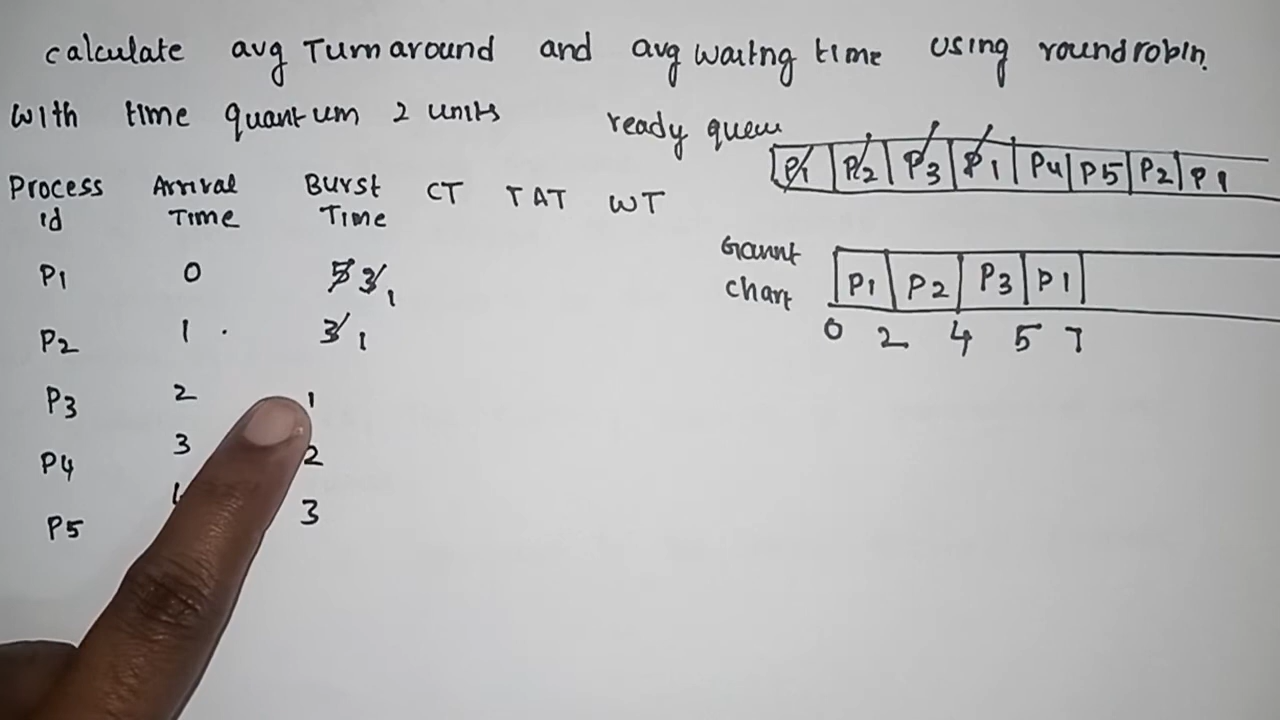 calculate avg Turnaround and avg waitng time using roundrobin.
with time quantum 2 units
ready queu
P1 P2 P3 P1 P4 P5 P2 P1
Process Id Arrival Time Burst Time CT TAT WT
P1 0 5 3 1
P2 1 3 1
P3 2 1
P4 3 2
P5 3
Gannt chart
P1 P2 P3 P1
0 2 4 5 7